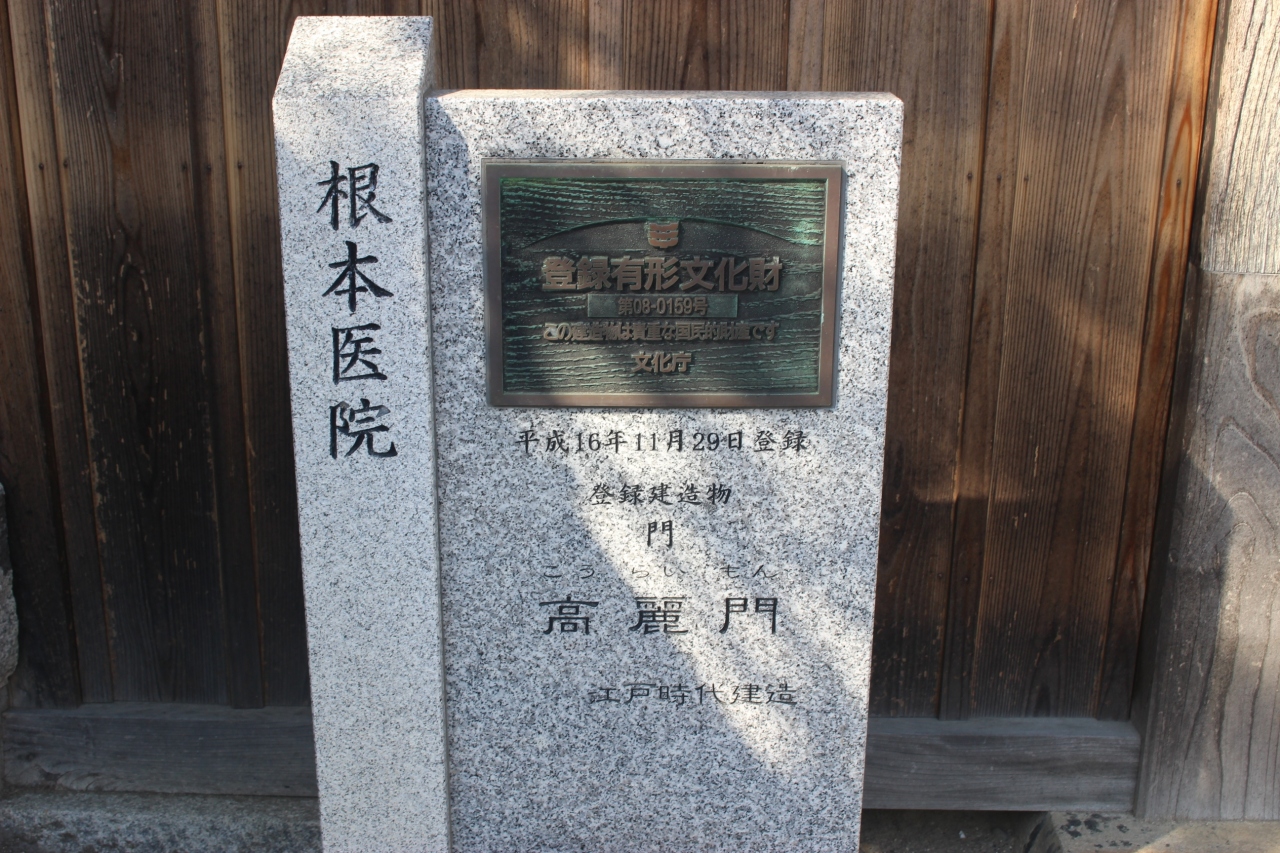 根本医院
登録有形文化財
第08-0159号
この建造物は貴重な国民的財産です
文化庁
平成16年11月29日登録
登録建造物
門
こうらいもん
高麗門
江戸時代建造